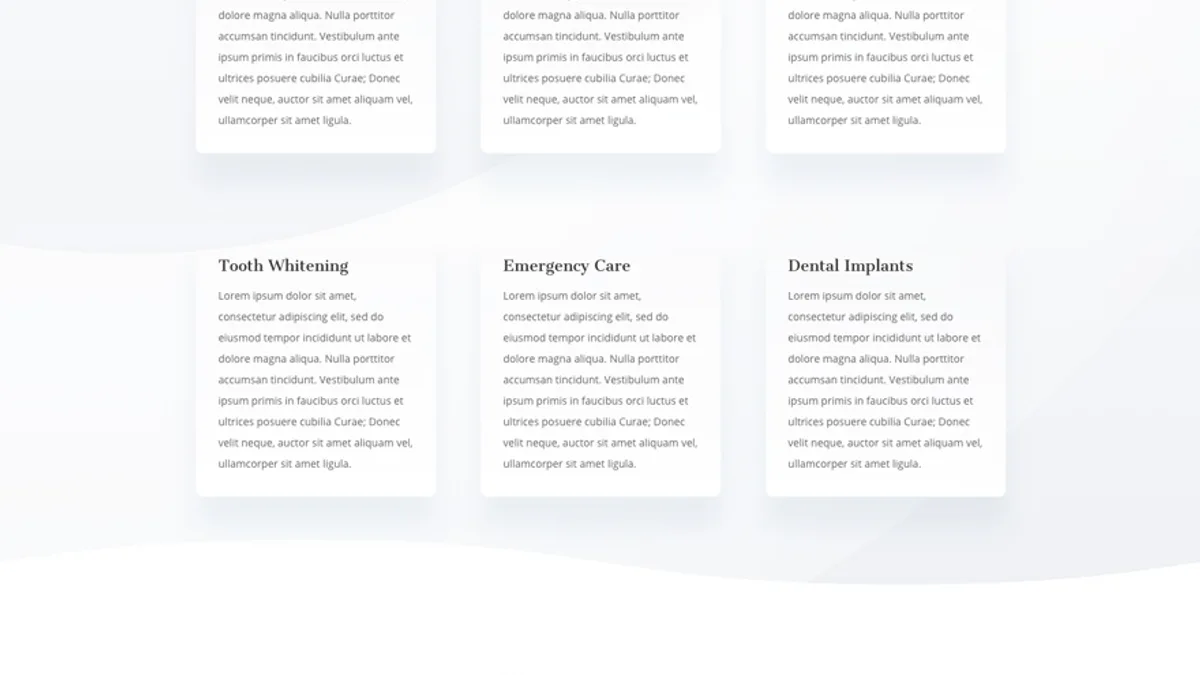 dolore magna aliqua. Nulla porttitor
accumsan tincidunt. Vestibulum ante
ipsum primis in faucibus orci luctus et
ultrices posuere cubilia Curae; Donec
velit neque, auctor sit amet aliquam vel,
ullamcorper sit amet ligula.
dolore magna aliqua. Nulla porttitor
accumsan tincidunt. Vestibulum ante
ipsum primis in faucibus orci luctus et
ultrices posuere cubilia Curae; Donec
velit neque, auctor sit amet aliquam vel,
ullamcorper sit amet ligula.
dolore magna aliqua. Nulla porttitor
accumsan tincidunt. Vestibulum ante
ipsum primis in faucibus orci luctus et
ultrices posuere cubilia Curae; Donec
velit neque, auctor sit amet aliquam vel,
ullamcorper sit amet ligula.
Tooth Whitening
Lorem ipsum dolor sit amet,
consectetur adipiscing elit, sed do
eiusmod tempor incididunt ut labore et
dolore magna aliqua. Nulla porttitor
accumsan tincidunt. Vestibulum ante
ipsum primis in faucibus orci luctus et
ultrices posuere cubilia Curae; Donec
velit neque, auctor sit amet aliquam vel,
ullamcorper sit amet ligula.
Emergency Care
Lorem ipsum dolor sit amet,
consectetur adipiscing elit, sed do
eiusmod tempor incididunt ut labore et
dolore magna aliqua. Nulla porttitor
accumsan tincidunt. Vestibulum ante
ipsum primis in faucibus orci luctus et
ultrices posuere cubilia Curae; Donec
velit neque, auctor sit amet aliquam vel,
ullamcorper sit amet ligula.
Dental Implants
Lorem ipsum dolor sit amet,
consectetur adipiscing elit, sed do
eiusmod tempor incididunt ut labore et
dolore magna aliqua. Nulla porttitor
accumsan tincidunt. Vestibulum ante
ipsum primis in faucibus orci luctus et
ultrices posuere cubilia Curae; Donec
velit neque, auctor sit amet aliquam vel,
ullamcorper sit amet ligula.